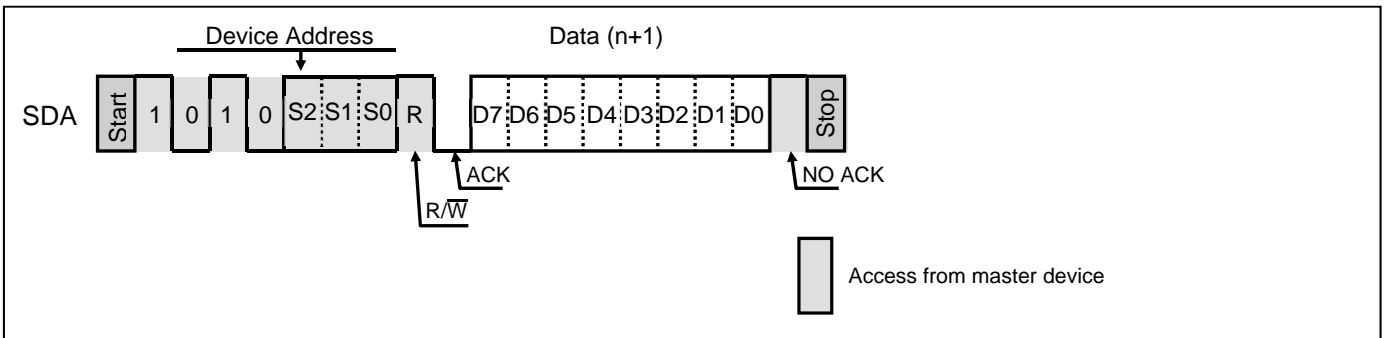 Device Address Data (n+1)
SDA Start 1 0 1 0 S2 S1 S0 R D7 D6 D5 D4 D3 D2 D1 D0 Stop
ACK NO ACK
R/W̅
Access from master device